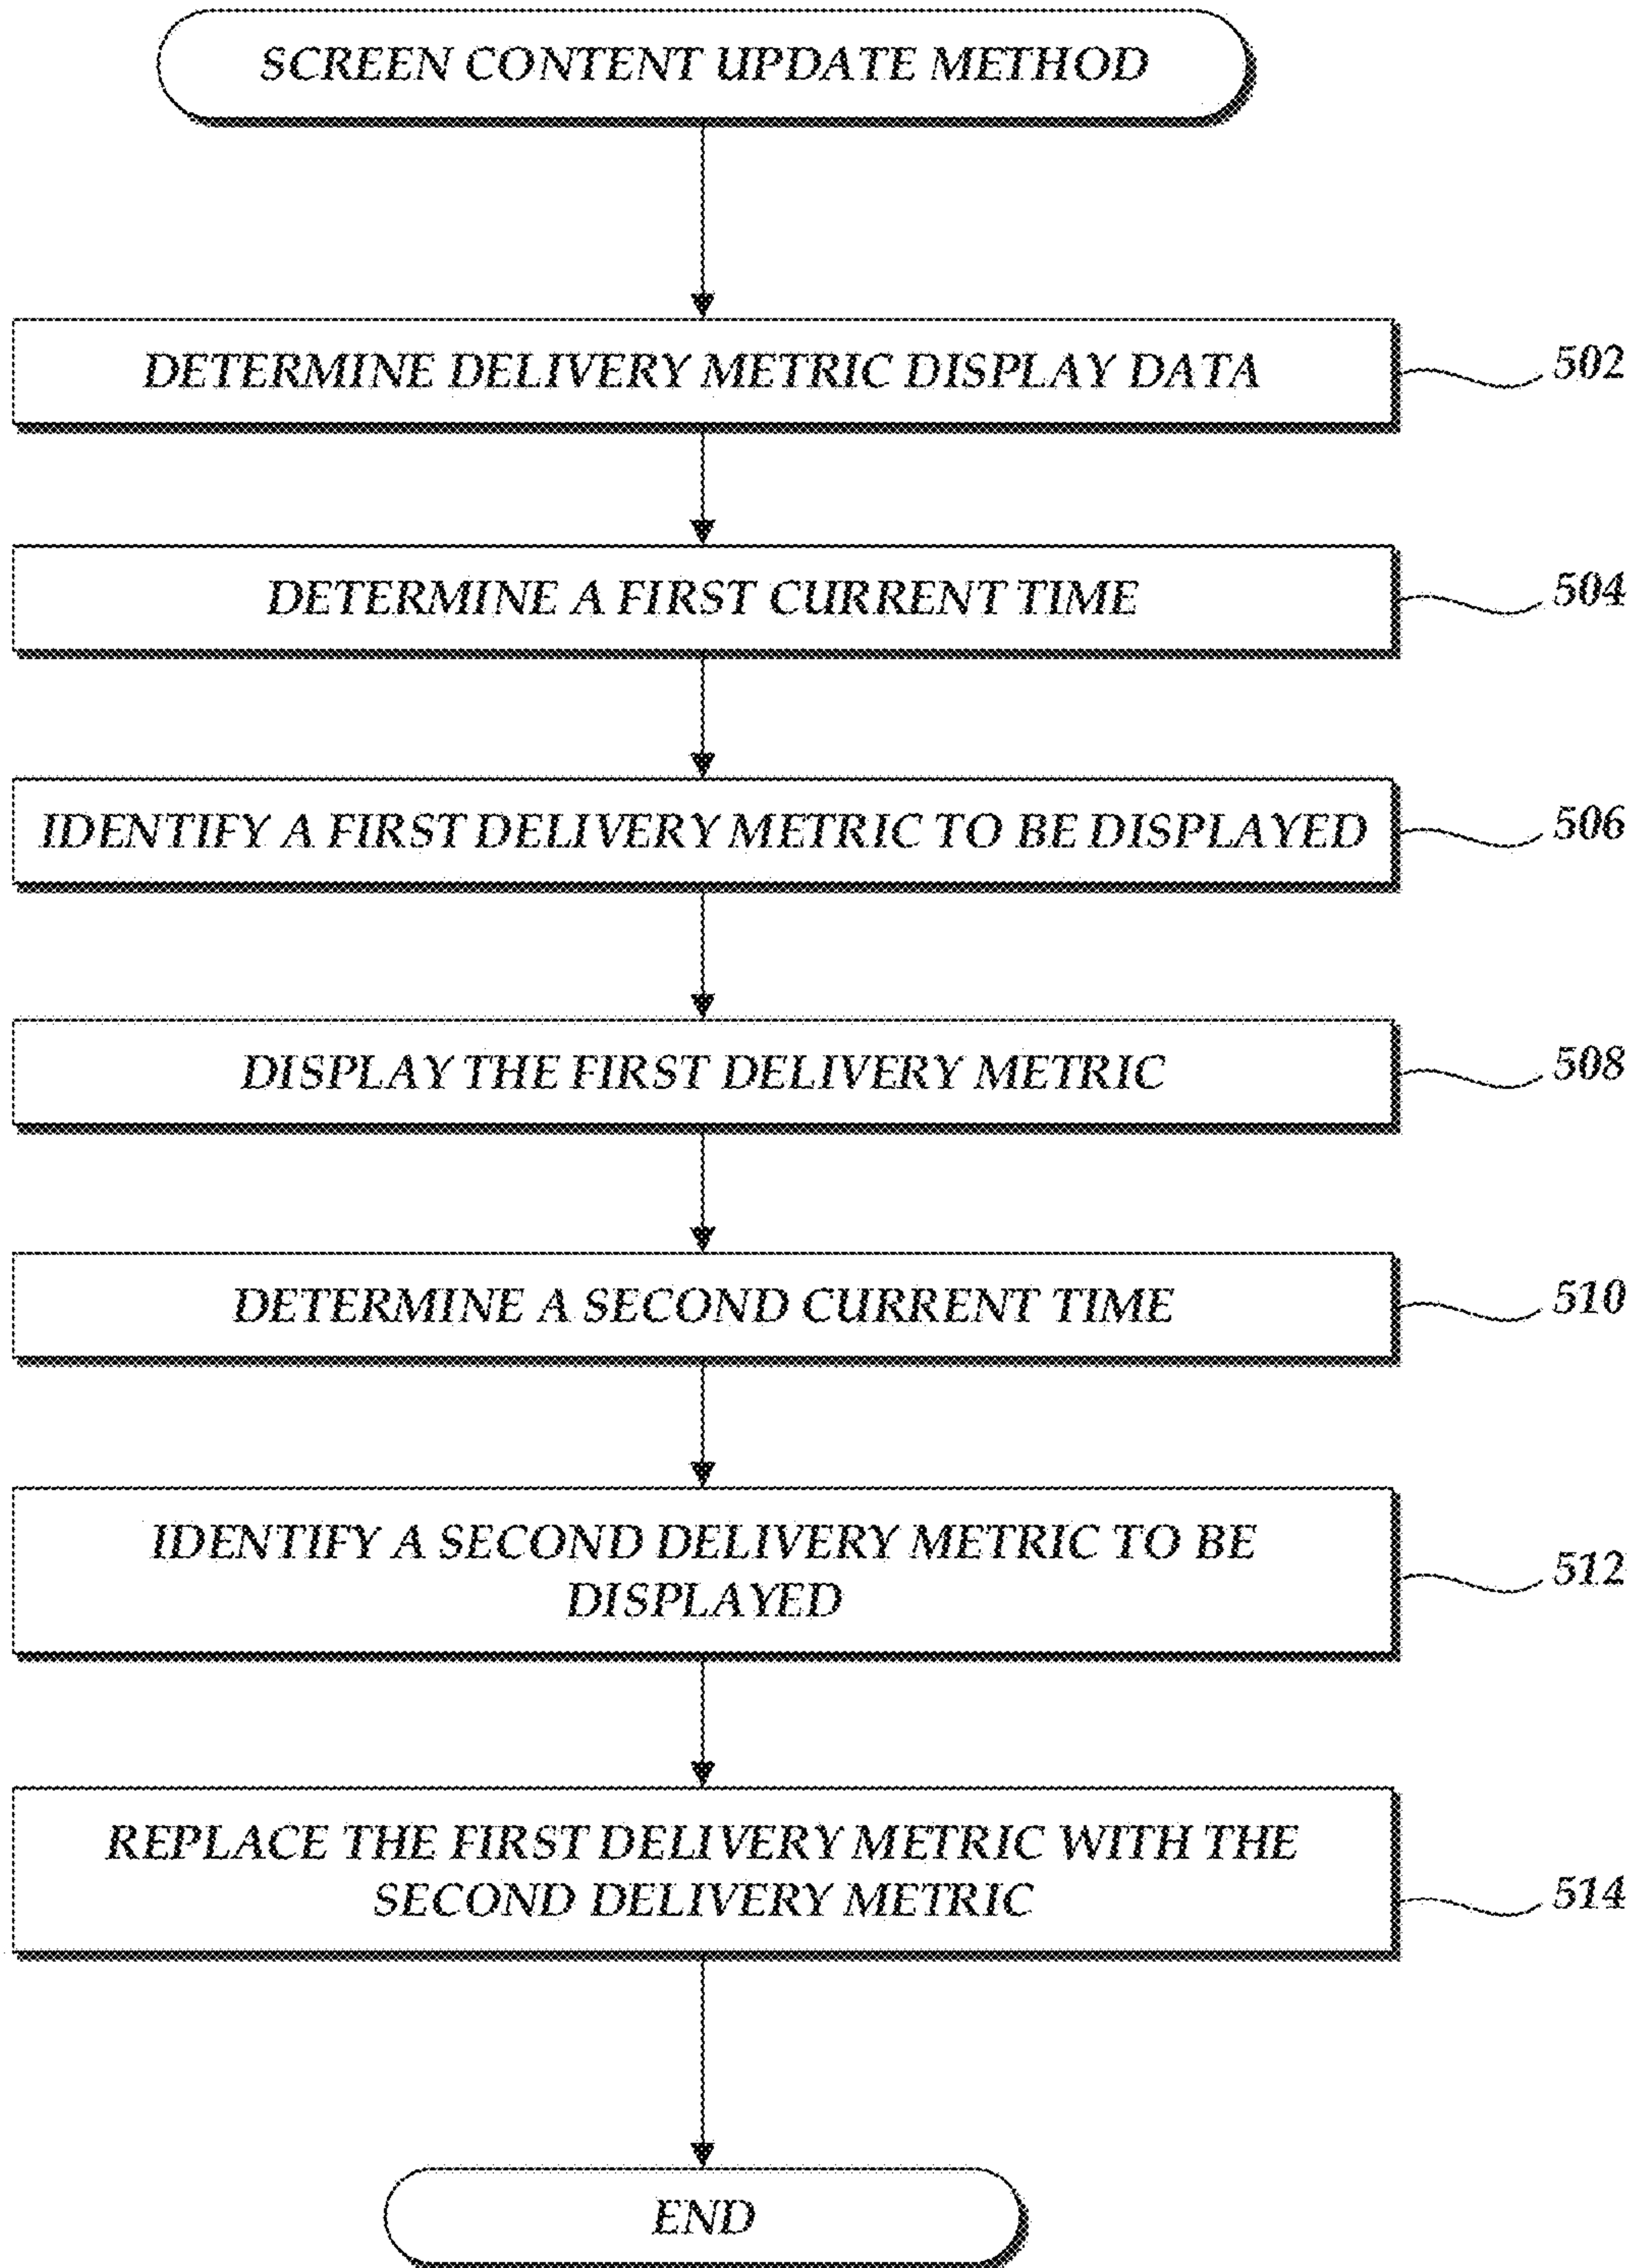 SCREEN CONTENT UPDATE METHOD
DETERMINE DELIVERY METRIC DISPLAY DATA
502
DETERMINE A FIRST CURRENT TIME
504
IDENTIFY A FIRST DELIVERY METRIC TO BE DISPLAYED
506
DISPLAY THE FIRST DELIVERY METRIC
508
DETERMINE A SECOND CURRENT TIME
510
IDENTIFY A SECOND DELIVERY METRIC TO BE
DISPLAYED
512
REPLACE THE FIRST DELIVERY METRIC WITH THE
SECOND DELIVERY METRIC
514
END